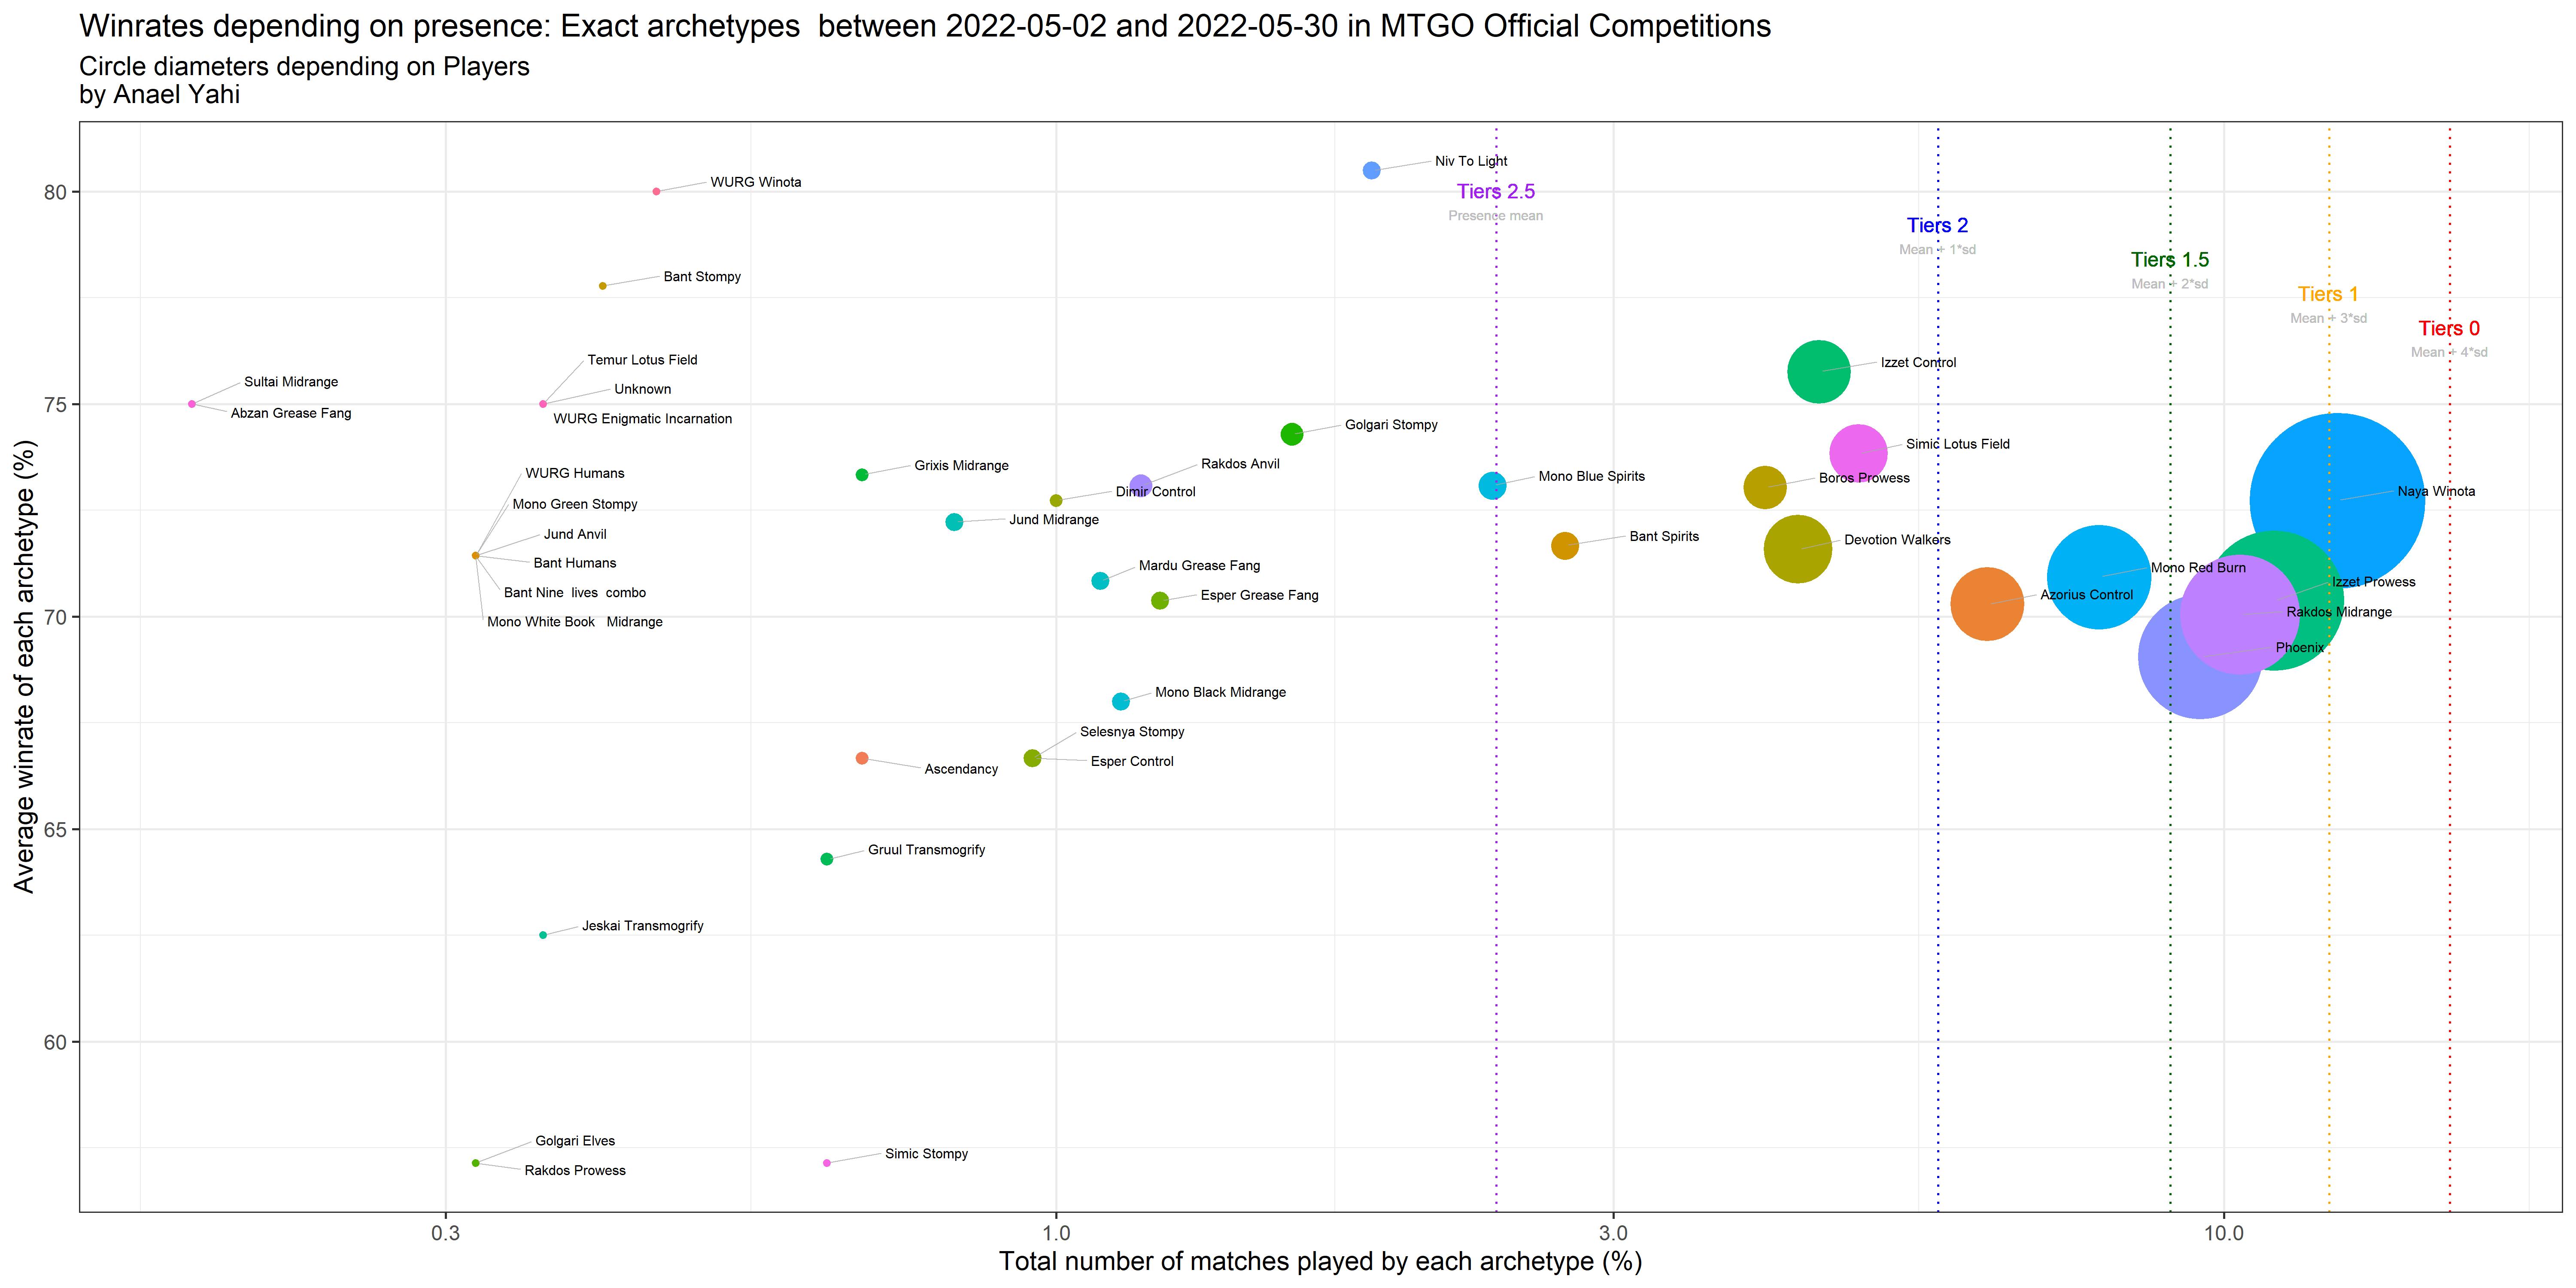 Winrates depending on presence: Exact archetypes  between 2022-05-02 and 2022-05-30 in MTGO Official Competitions
Circle diameters depending on Players
by Anael Yahi
Niv To Light
WURG Winota
80
Tiers 2.5
Presence mean
Tiers 2
Mean + 1*sd
Tiers 1.5
Mean + 2*sd
Bant Stompy
Tiers 1
Mean + 3*sd
Tiers 0
Mean + 4*sd
Temur Lotus Field
Izzet Control
Sultai Midrange
Unknown
75
Abzan Grease Fang
WURG Enigmatic Incarnation
Golgari Stompy
Simic Lotus Field
Rakdos Anvil
Grixis Midrange
WURG Humans
Mono Blue Spirits
Boros Prowess
Dimir Control
Naya Winota
Mono Green Stompy
Jund Midrange
Jund Anvil
Bant Spirits
Devotion Walkers
Bant Humans
Mardu Grease Fang
Mono Red Burn
Izzet Prowess
Bant Nine  lives  combo
Esper Grease Fang
Azorius Control
Rakdos Midrange
70
Mono White Book   Midrange
Phoenix
Mono Black Midrange
Selesnya Stompy
Esper Control
Ascendancy
65
Gruul Transmogrify
Jeskai Transmogrify
60
Golgari Elves
Simic Stompy
Rakdos Prowess
0.3
1.0
3.0
10.0
Total number of matches played by each archetype (%)
Average winrate of each archetype (%)